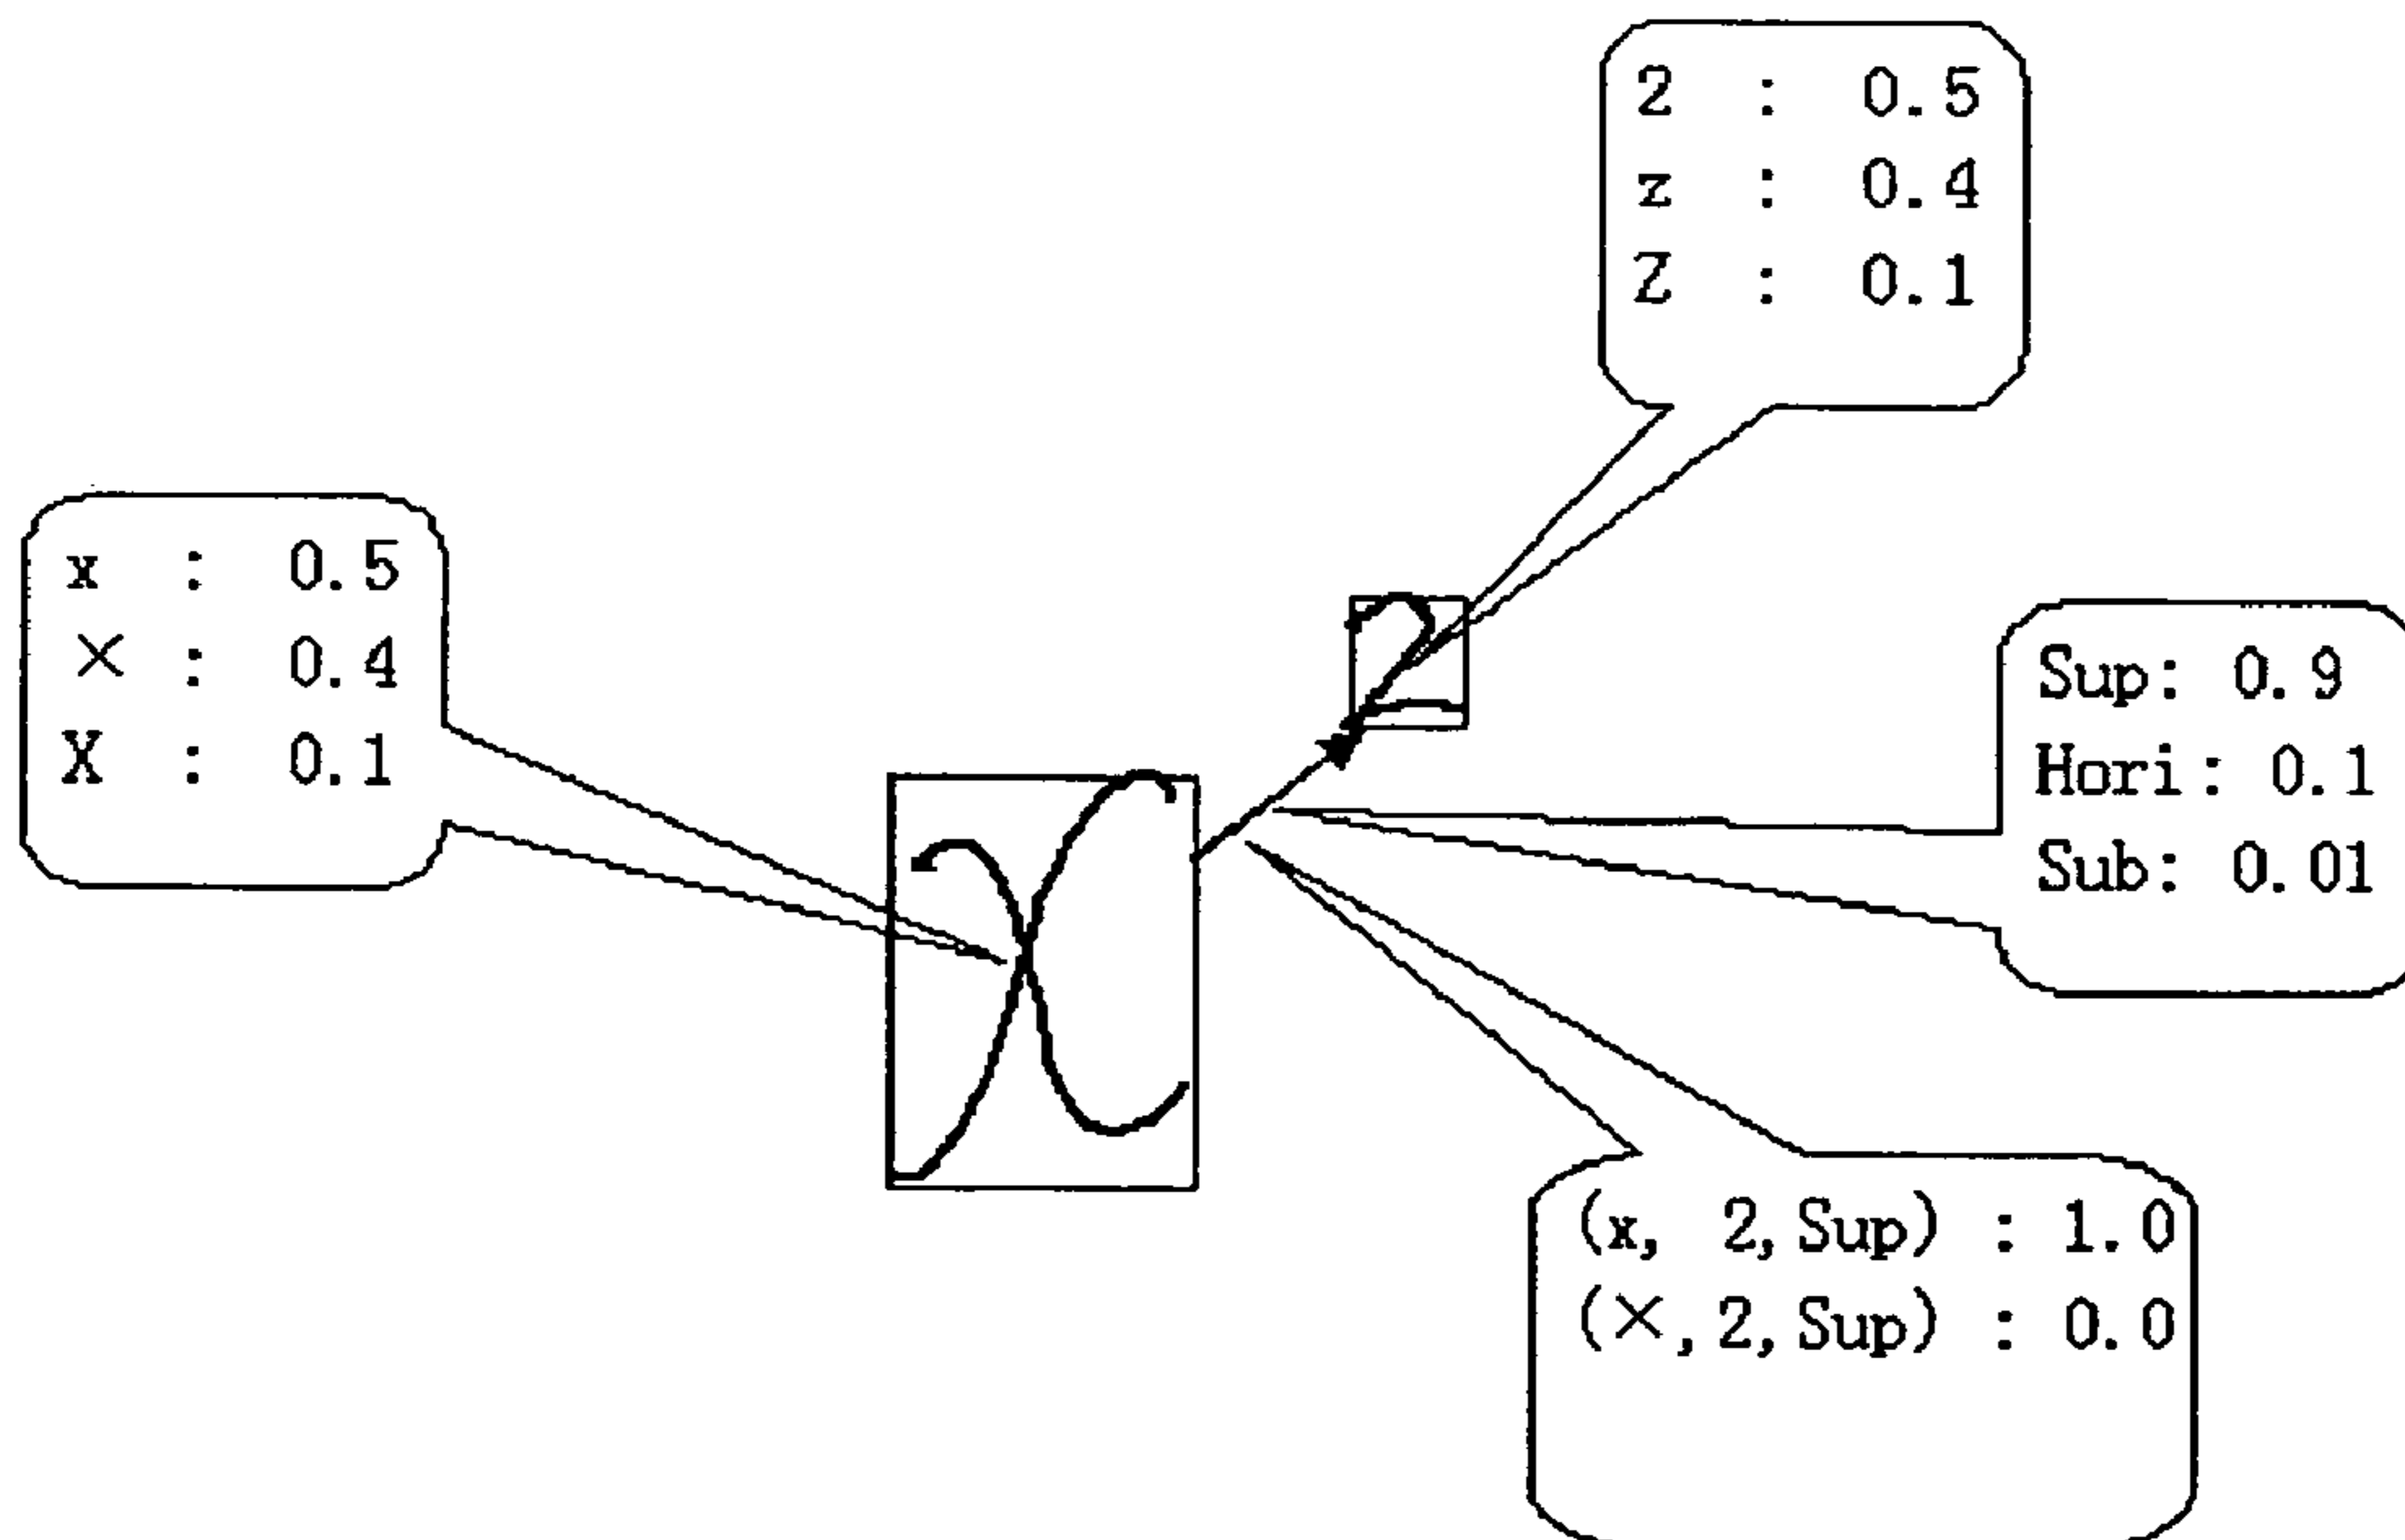 2 : 0.5
z : 0.4
Z : 0.1
x : 0.5
× : 0.4
X : 0.1
2
x
Sup: 0.9
Hori: 0.1
Sub: 0.01
(x, 2,Sup) : 1.0
(×,2,Sup) : 0.0